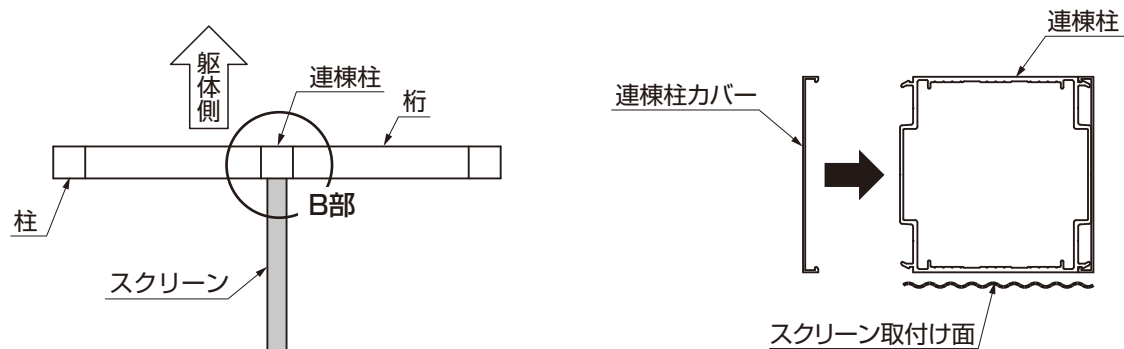 躯体側
連棟柱
桁
B部
柱
スクリーン
連棟柱
連棟柱カバー
スクリーン取付け面